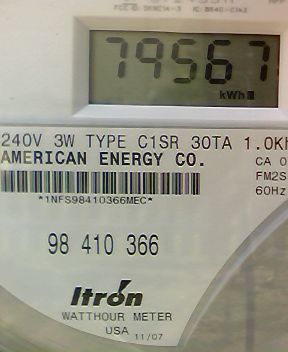 79567
kWh
240V 3W TYPE C1SR 30TA 1.0Kh
AMERICAN ENERGY CO.
CA 0
FM2S
60Hz
*1NFS98410366MEC*
98 410 366
Itron
WATTHOUR METER
USA 11/07